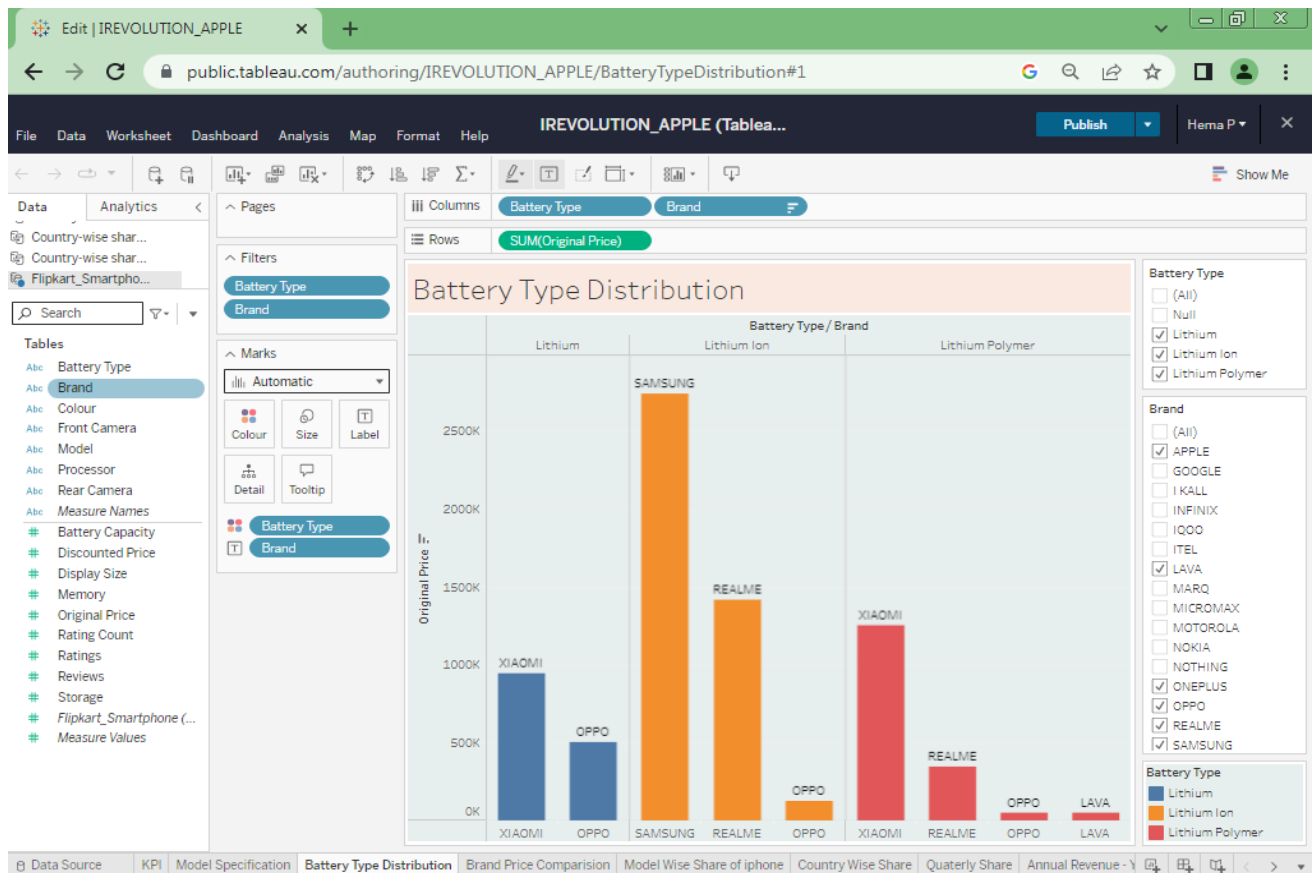 Edit | IREVOLUTION_APPLE
public.tableau.com/authoring/IREVOLUTION_APPLE/BatteryTypeDistribution#1
File Data Worksheet Dashboard Analysis Map Format Help
IREVOLUTION_APPLE (Tablea...
Publish
Hema P
Show Me
Data Analytics
Country-wise shar...
Country-wise shar...
Flipkart_Smartpho...
Search
Tables
Abc Battery Type
Abc Brand
Abc Colour
Abc Front Camera
Abc Model
Abc Processor
Abc Rear Camera
Abc Measure Names
# Battery Capacity
# Discounted Price
# Display Size
# Memory
# Original Price
# Rating Count
# Ratings
# Reviews
# Storage
# Flipkart_Smartphone (...
# Measure Values
Pages
Filters
Battery Type
Brand
Marks
Automatic
Colour Size Label
Detail Tooltip
Battery Type
T Brand
Columns Battery Type Brand
Rows SUM(Original Price)
Battery Type Distribution
Battery Type / Brand
Lithium Lithium Ion Lithium Polymer
Original Price
2500K
2000K
1500K
1000K
500K
0K
XIAOMI
OPPO
SAMSUNG
REALME
OPPO
XIAOMI
REALME
OPPO
LAVA
XIAOMI OPPO SAMSUNG REALME OPPO XIAOMI REALME OPPO LAVA
Battery Type
(All)
Null
Lithium
Lithium Ion
Lithium Polymer
Brand
(All)
APPLE
GOOGLE
I KALL
INFINIX
IQOO
ITEL
LAVA
MARQ
MICROMAX
MOTOROLA
NOKIA
NOTHING
ONEPLUS
OPPO
REALME
SAMSUNG
Battery Type
Lithium
Lithium Ion
Lithium Polymer
Data Source KPI Model Specification Battery Type Distribution Brand Price Comparision Model Wise Share of iphone Country Wise Share Quaterly Share Annual Revenue -